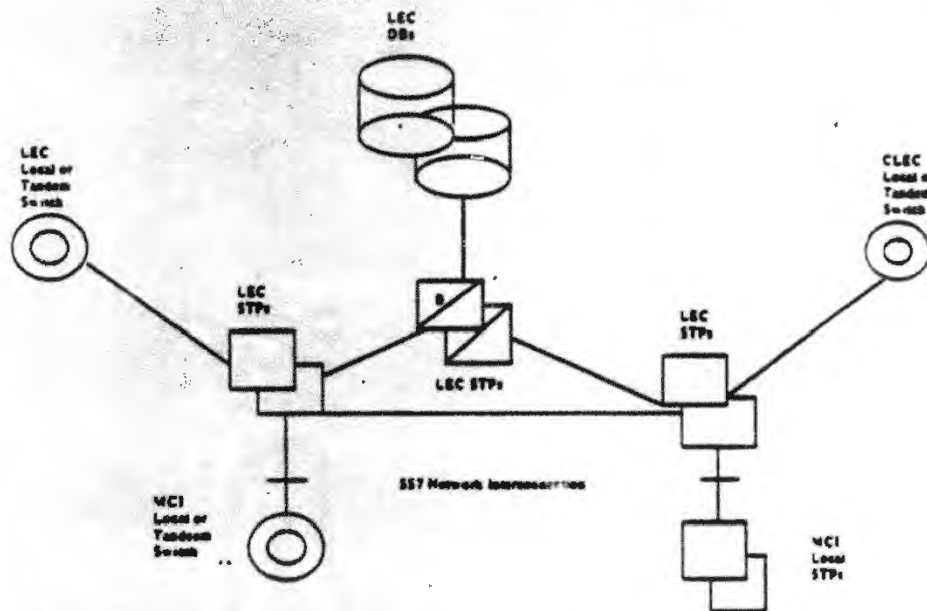 LEC
DBs
LEC
Local or
Tandem
Switch
CLEC
Local or
Tandem
Switch
LEC
STPs
B
LEC STPs
LEC
STPs
SS7 Network Interconnection
MCI
Local or
Tandem
Switch
MCI
Local
STPs